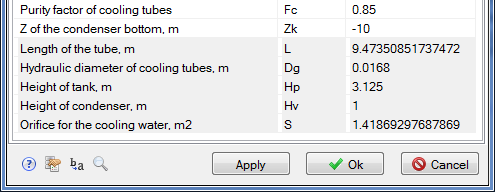 Purity factor of cooling tubes Fc 0.85
Z of the condenser bottom, m Zk -10
Length of the tube, m L 9.47350851737472
Hydraulic diameter of cooling tubes, m Dg 0.0168
Height of tank, m Hp 3.125
Height of condenser, m Hv 1
Orifice for the cooling water, m2 S 1.41869297687869
? b a Apply Ok Cancel